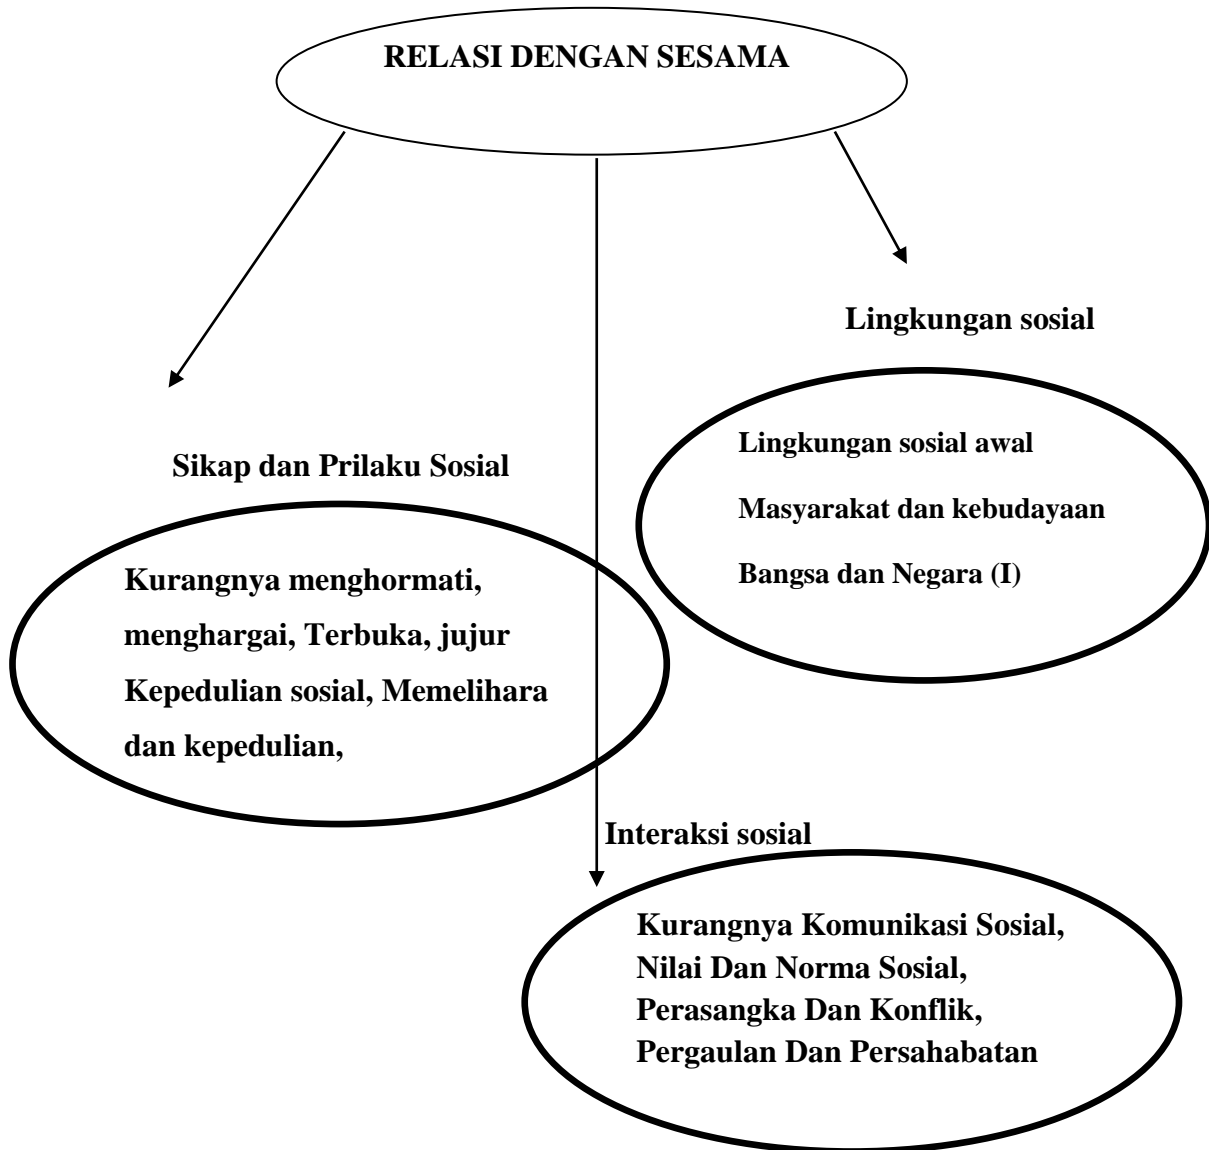 RELASI DENGAN SESAMA
Lingkungan sosial
Lingkungan sosial awal
Masyarakat dan kebudayaan
Bangsa dan Negara (I)
Sikap dan Prilaku Sosial
Kurangnya menghormati,
menghargai, Terbuka, jujur
Kepedulian sosial, Memelihara
dan kepedulian,
Interaksi sosial
Kurangnya Komunikasi Sosial,
Nilai Dan Norma Sosial,
Perasangka Dan Konflik,
Pergaulan Dan Persahabatan